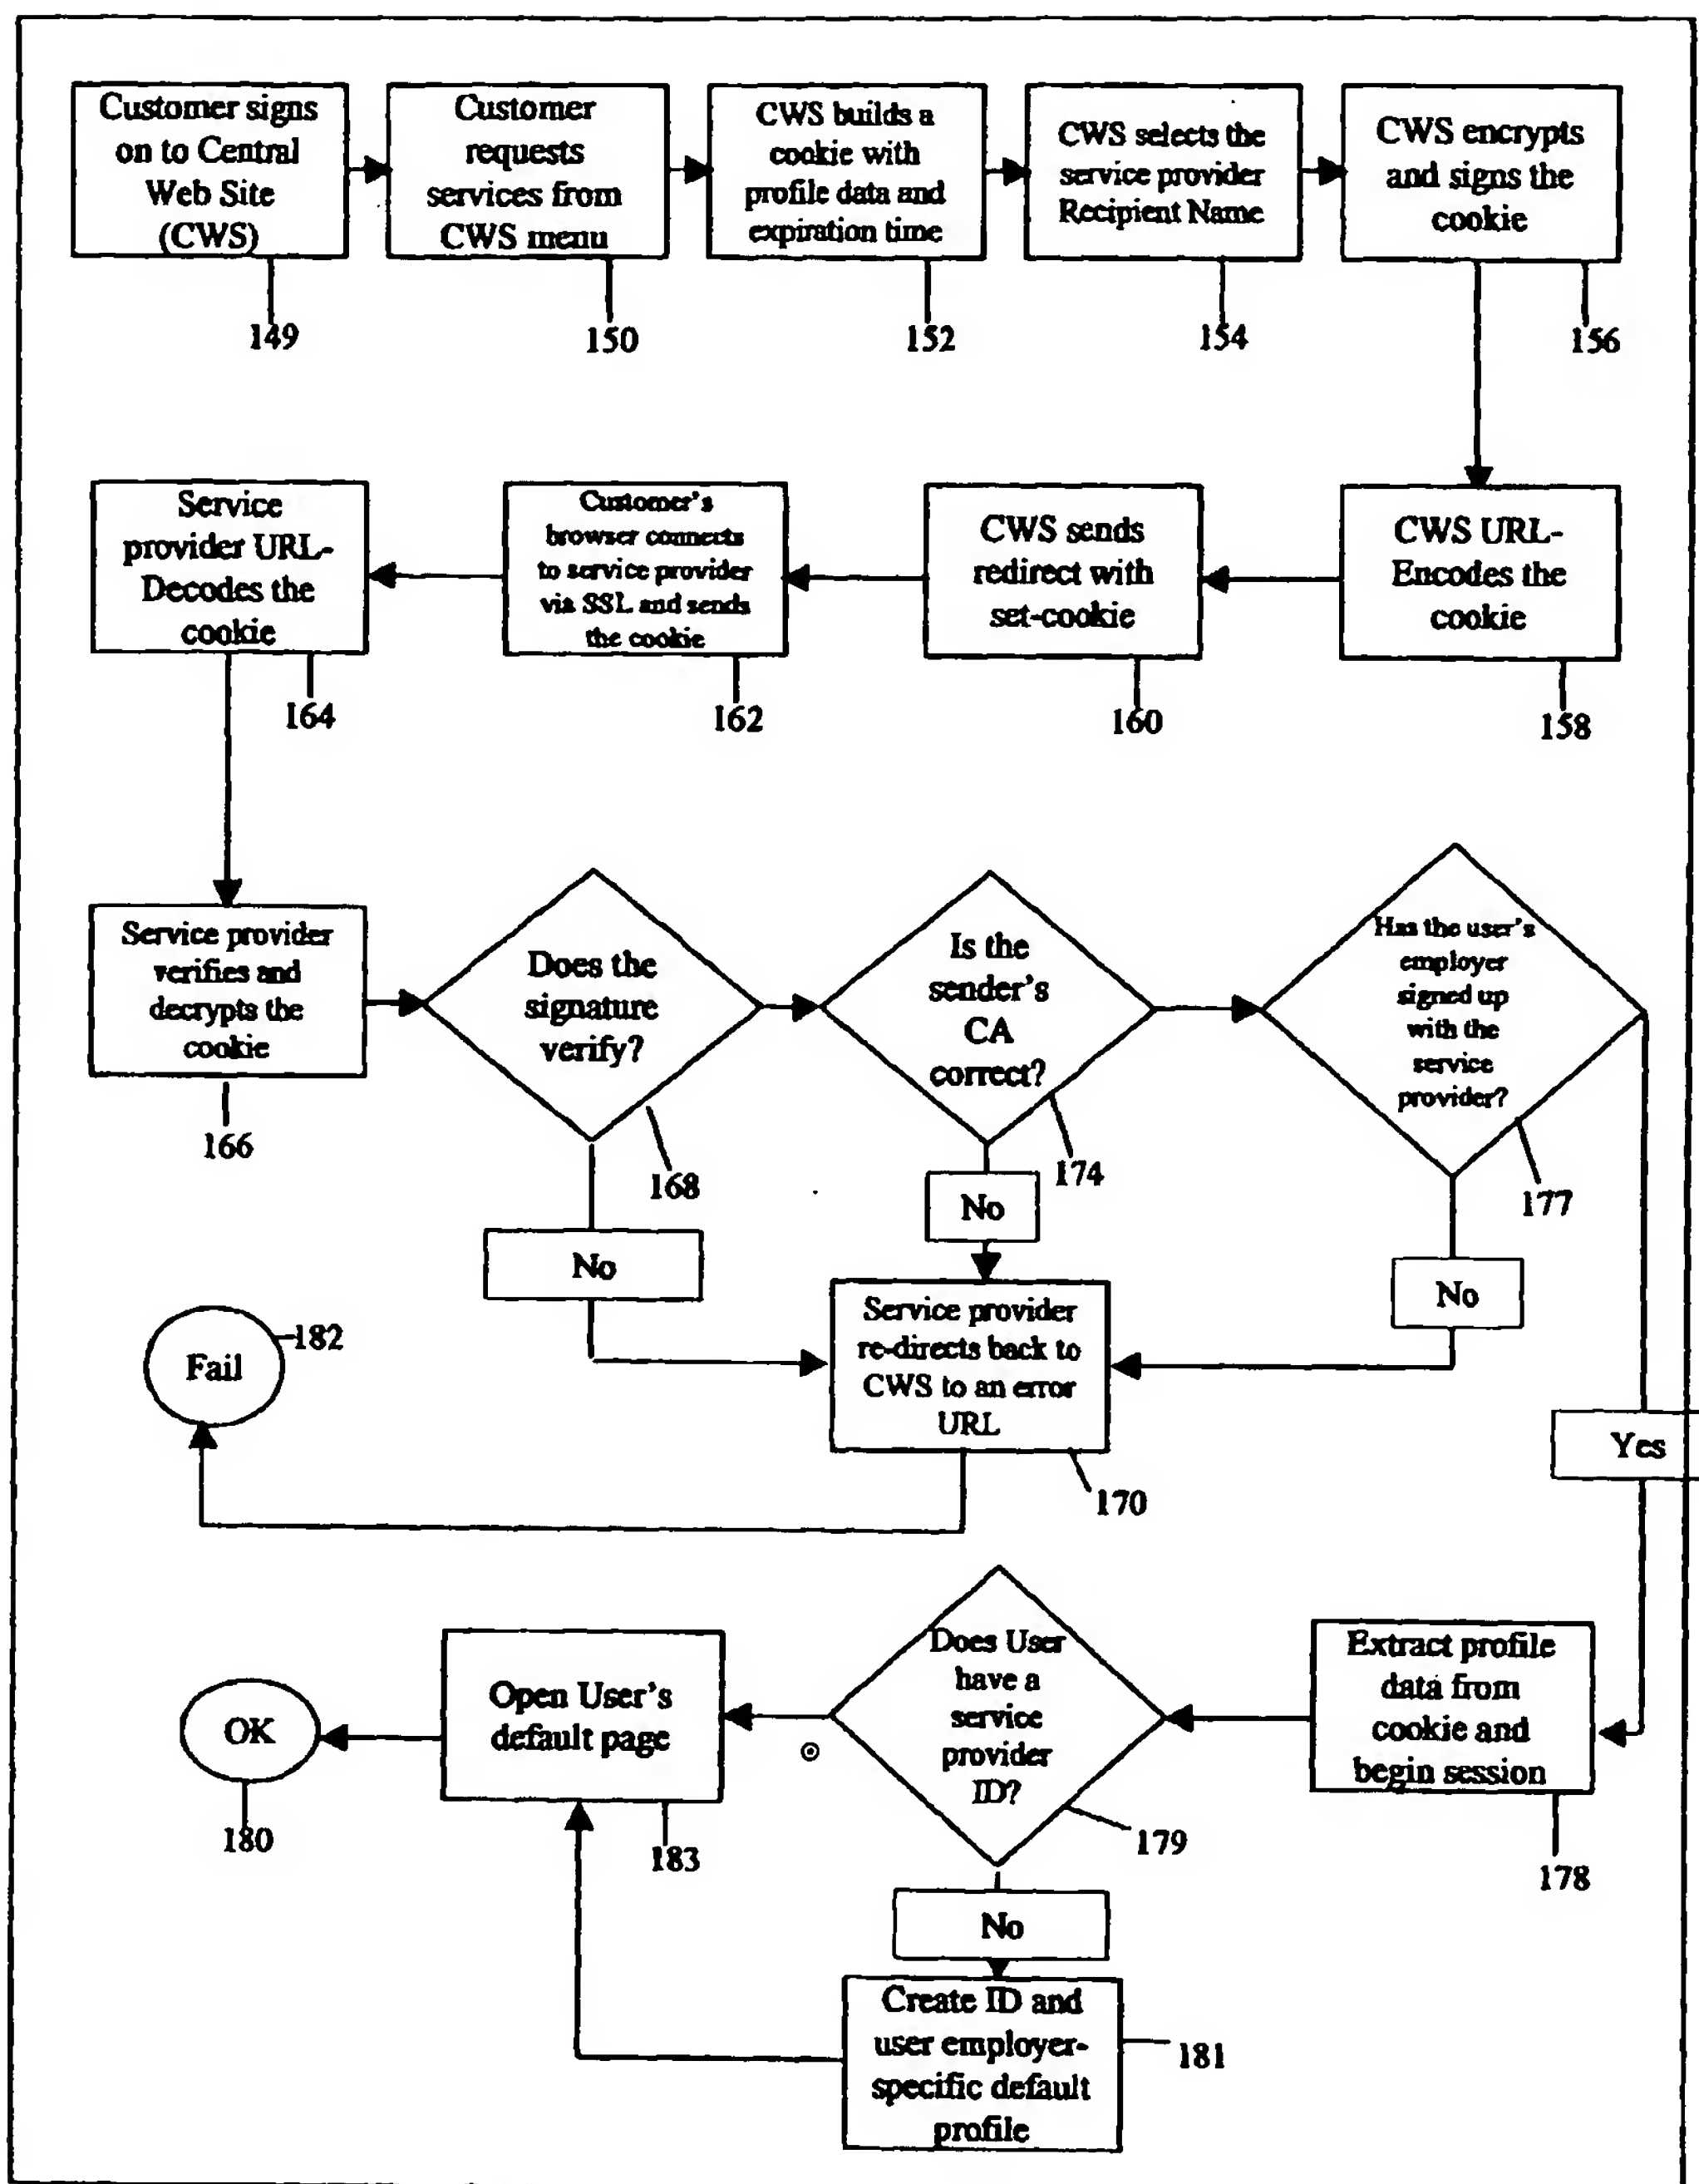 Customer signs
on to Central
Web Site
(CWS)
149
Customer
requests
services from
CWS menu
150
CWS builds a
cookie with
profile data and
expiration time
152
CWS selects the
service provider
Recipient Name
154
CWS encrypts
and signs the
cookie
156
CWS URL-
Encodes the
cookie
158
CWS sends
redirect with
set-cookie
160
Customer's
browser connects
to service provider
via SSL and sends
the cookie
162
Service
provider URL-
Decodes the
cookie
164
Service provider
verifies and
decrypts the
cookie
166
Does the
signature
verify?
168
No
Is the
sender's
CA
correct?
174
No
Has the user's
employer
signed up
with the
service
provider?
177
No
Yes
Service provider
re-directs back to
CWS to an error
URL
170
Fail
182
Extract profile
data from
cookie and
begin session
178
Does User
have a
service
provider
ID?
179
No
Create ID and
user employer-
specific default
profile
181
Open User's
default page
183
OK
180